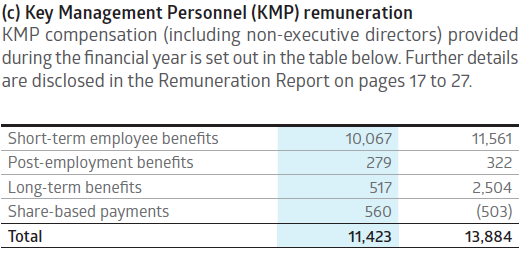 (c) Key Management Personnel (KMP) remuneration
KMP compensation (including non-executive directors) provided
during the financial year is set out in the table below. Further details
are disclosed in the Remuneration Report on pages 17 to 27.
Short-term employee benefits 10,067 11,561
Post-employment benefits 279 322
Long-term benefits 517 2,504
Share-based payments 560 (503)
Total 11,423 13,884